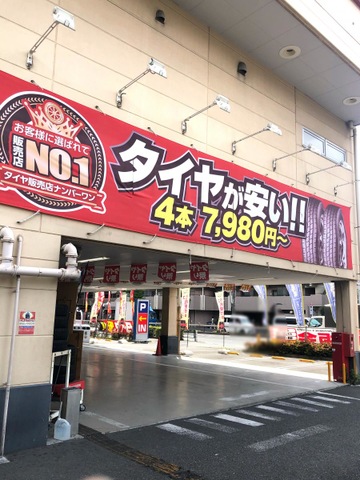 お客様に選ばれて
販売店
NO.1
タイヤ販売店ナンバーワン
タイヤが安い!!
4本 7,980円~
P
IN